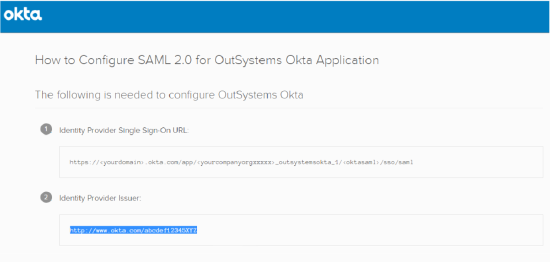 okta
How to Configure SAML 2.0 for OutSystems Okta Application
The following is needed to configure OutSystems Okta
1 Identity Provider Single Sign-On URL:
https://<yourdomain>.okta.com/app/<yourcompanyorgxxxxx>_outsystemsokta_1/<oktasaml>/sso/saml
2 Identity Provider Issuer:
http://www.okta.com/abcdef12345XYZ